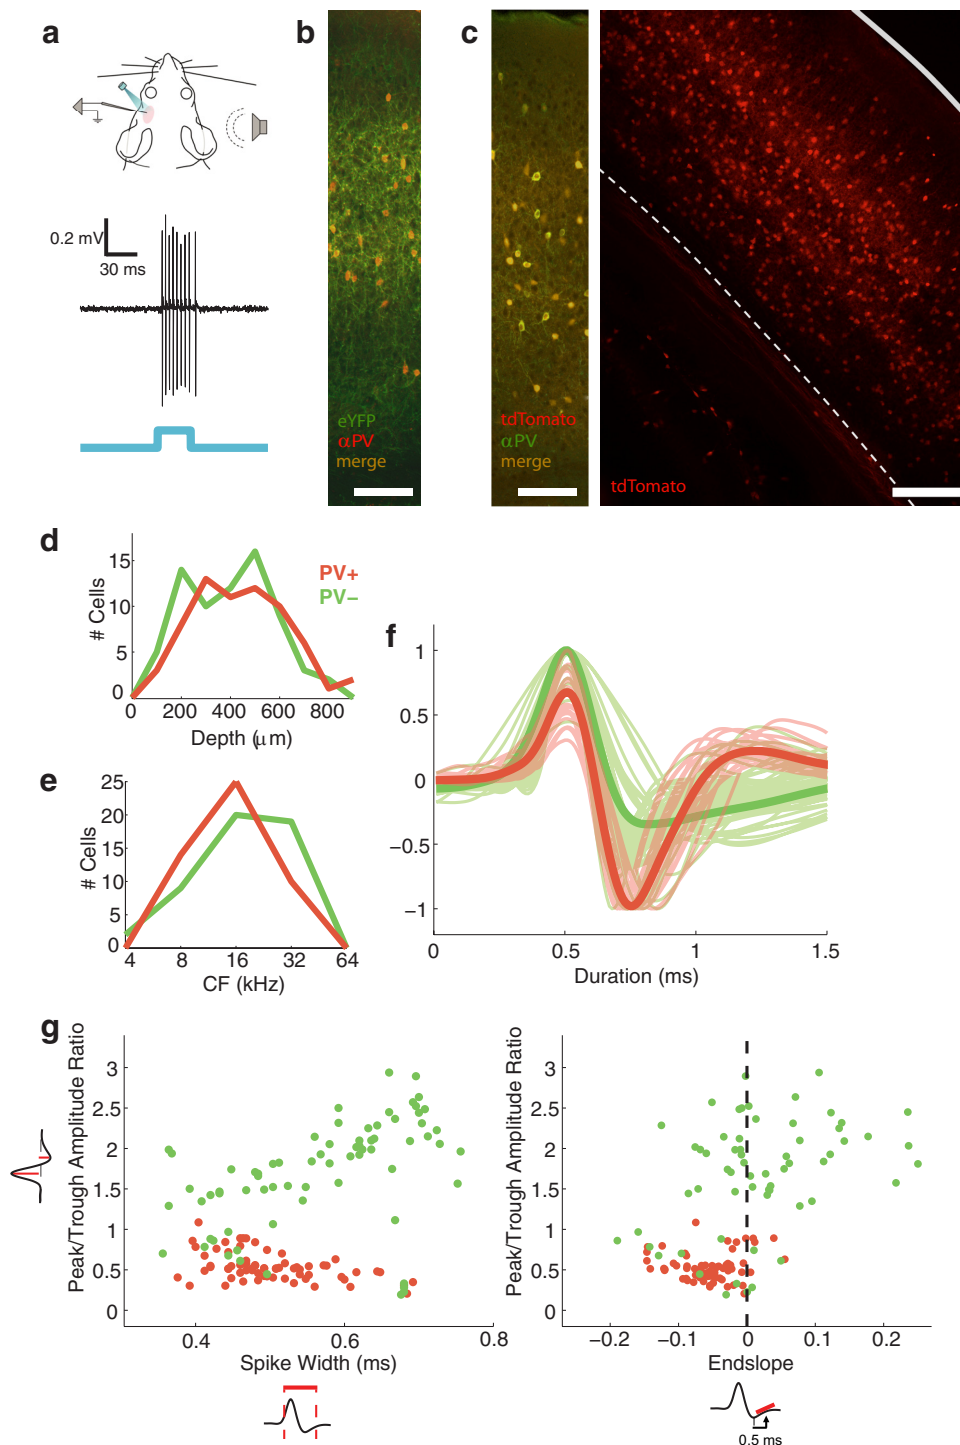 a
0.2 mV
30 ms
b
eYFP
αPV
merge
c
tdTomato
αPV
merge
tdTomato
d
# Cells
15
10
5
0
0 200 400 600 800
Depth (μm)
PV+
PV−
e
# Cells
25
20
15
10
5
0
4 8 16 32 64
CF (kHz)
f
1
0.5
0
−0.5
−1
0 0.5 1 1.5
Duration (ms)
g
Peak/Trough Amplitude Ratio
3
2.5
2
1.5
1
0.5
0
0.4 0.6 0.8
Spike Width (ms)
Peak/Trough Amplitude Ratio
3
2.5
2
1.5
1
0.5
0
−0.2 −0.1 0 0.1 0.2
Endslope
0.5 ms